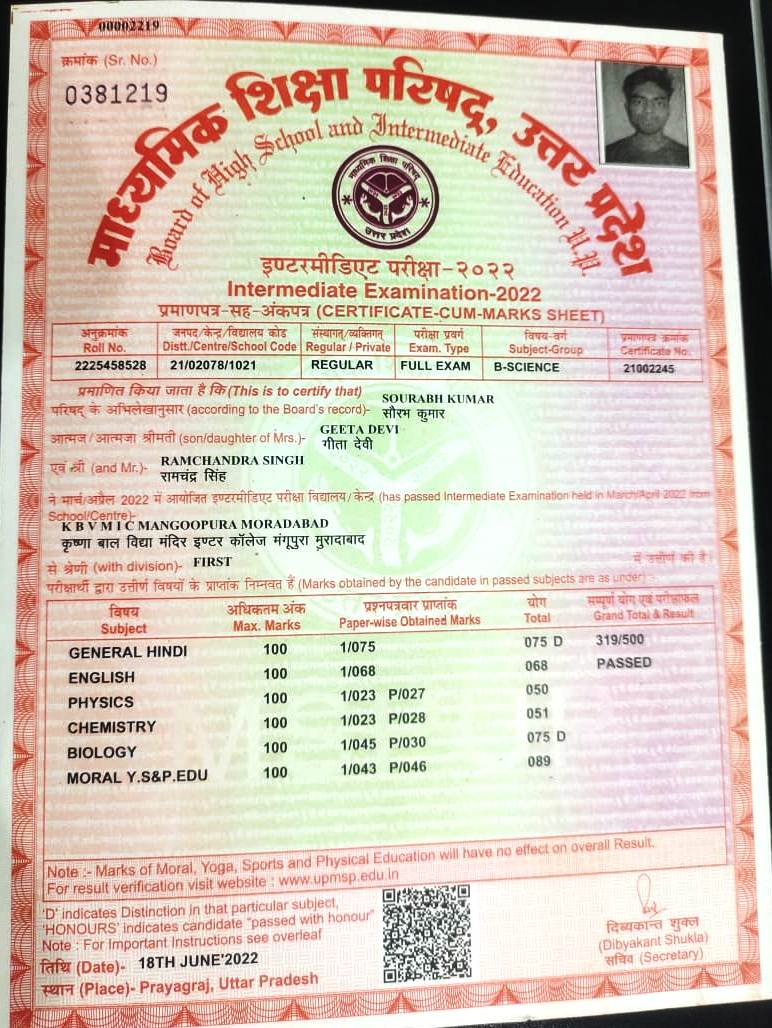 00002219
क्रमांक (Sr. No.)
0381219
माध्यमिक शिक्षा परिषद्, उत्तर प्रदेश
Board of High School and Intermediate Education U.P.
माध्यमिक शिक्षा परिषद
उत्तर प्रदेश
इण्टरमीडिएट परीक्षा-२०२२
Intermediate Examination-2022
प्रमाणपत्र-सह-अंकपत्र (CERTIFICATE-CUM-MARKS SHEET)
अनुक्रमांक जनपद/केन्द्र/विद्यालय कोड संस्थागत/व्यक्तिगत परीक्षा प्रवर्ग विषय-वर्ग प्रमाणपत्र क्रमांक
Roll No. Distt./Centre/School Code Regular / Private Exam. Type Subject-Group Certificate No.
2225458528 21/02078/1021 REGULAR FULL EXAM B-SCIENCE 21002245
प्रमाणित किया जाता है कि (This is to certify that)
परिषद् के अभिलेखानुसार (according to the Board's record)- SOURABH KUMAR
सौरभ कुमार
आत्मज/आत्मजा श्रीमती (son/daughter of Mrs.)- GEETA DEVI
गीता देवी
एवं श्री (and Mr.)- RAMCHANDRA SINGH
रामचंद्र सिंह
ने मार्च/अप्रैल 2022 में आयोजित इण्टरमीडिएट परीक्षा विद्यालय/केन्द्र (has passed Intermediate Examination held in March/April 2022 from
School/Centre)-
K B V M I C MANGOOPURA MORADABAD
कृष्णा बाल विद्या मंदिर इण्टर कॉलेज मंगूपुरा मुरादाबाद
से श्रेणी (with division)- FIRST में उत्तीर्ण की है।
परीक्षार्थी द्वारा उत्तीर्ण विषयों के प्राप्तांक निम्नवत हैं (Marks obtained by the candidate in passed subjects are as under) :-
विषय अधिकतम अंक प्रश्नपत्रवार प्राप्तांक योग सम्पूर्ण योग एवं परीक्षाफल
Subject Max. Marks Paper-wise Obtained Marks Total Grand Total & Result
GENERAL HINDI 100 1/075 075 D 319/500
ENGLISH 100 1/068 068 PASSED
PHYSICS 100 1/023 P/027 050
CHEMISTRY 100 1/023 P/028 051
BIOLOGY 100 1/045 P/030 075 D
MORAL Y.S&P.EDU 100 1/043 P/046 089
Note :- Marks of Moral, Yoga, Sports and Physical Education will have no effect on overall Result.
For result verification visit website : www.upmsp.edu.in
'D' indicates Distinction in that particular subject,
'HONOURS' indicates candidate "passed with honour"
Note : For Important Instructions see overleaf
तिथि (Date)- 18TH JUNE'2022
स्थान (Place)- Prayagraj, Uttar Pradesh
दिब्यकान्त शुक्ल
(Dibyakant Shukla)
सचिव (Secretary)